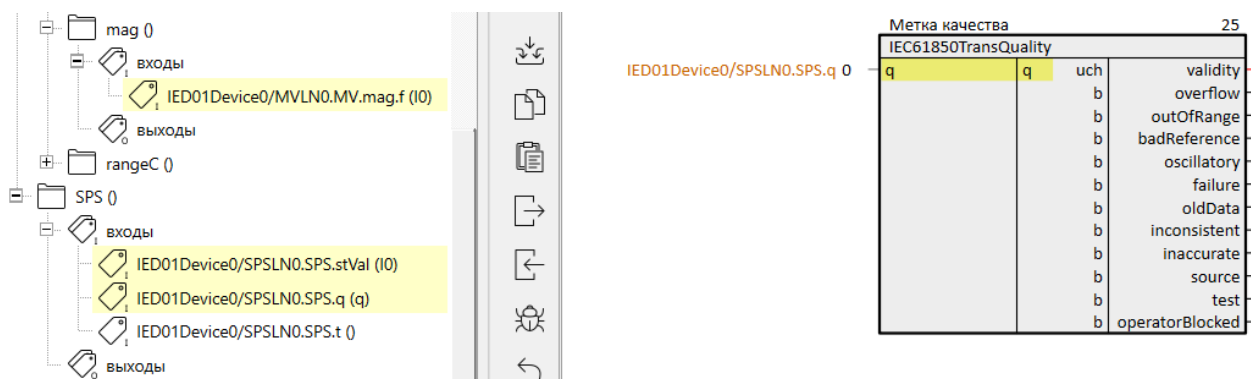 mag ()
входы
IED01Device0/MVLN0.MV.mag.f (I0)
выходы
rangeC ()
SPS ()
входы
IED01Device0/SPSLN0.SPS.stVal (I0)
IED01Device0/SPSLN0.SPS.q (q)
IED01Device0/SPSLN0.SPS.t ()
выходы
Метка качества 25
IEC61850TransQuality
IED01Device0/SPSLN0.SPS.q 0 q q uch validity
b overflow
b outOfRange
b badReference
b oscillatory
b failure
b oldData
b inconsistent
b inaccurate
b source
b test
b operatorBlocked